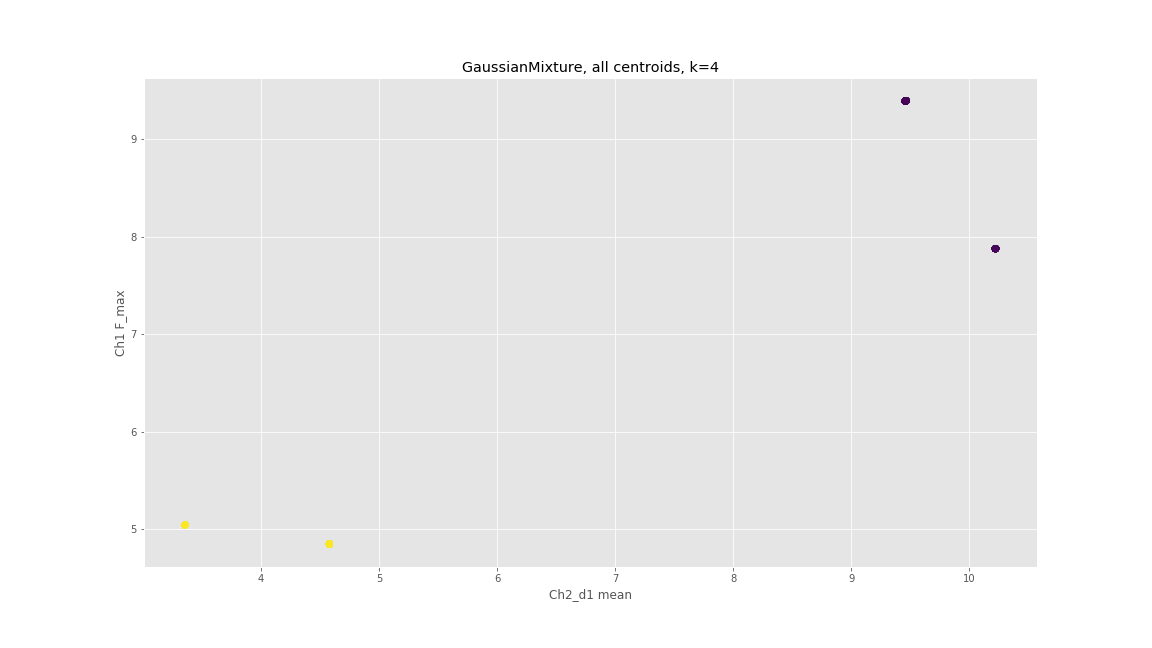 GaussianMixture, all centroids, k=4
9
8
7
6
5
Ch1 F_max
4 5 6 7 8 9 10
Ch2_d1 mean